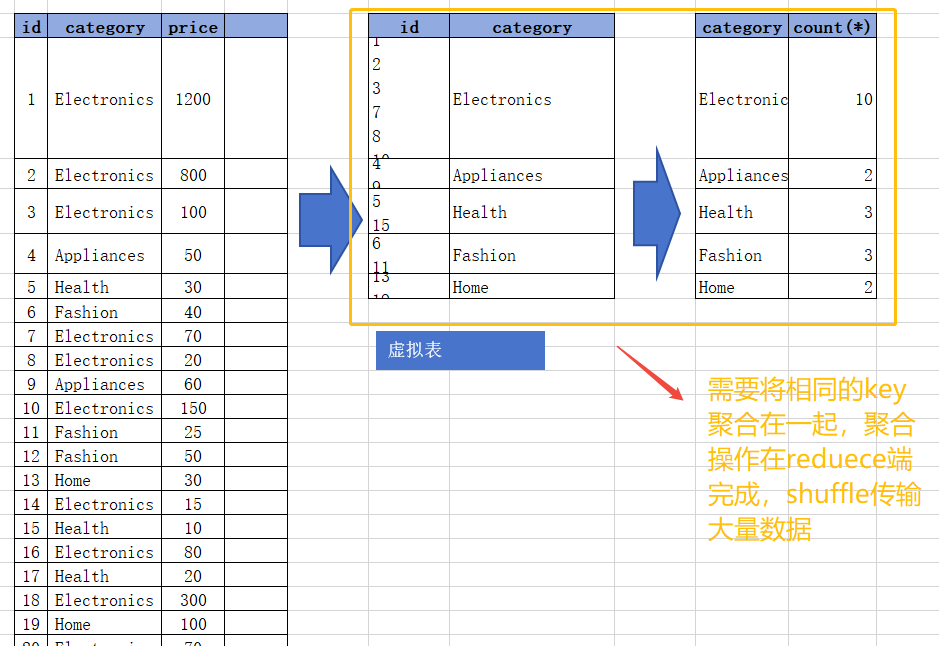 id category price
1 Electronics 1200
2 Electronics 800
3 Electronics 100
4 Appliances 50
5 Health 30
6 Fashion 40
7 Electronics 70
8 Electronics 20
9 Appliances 60
10 Electronics 150
11 Fashion 25
12 Fashion 50
13 Home 30
14 Electronics 15
15 Health 10
16 Electronics 80
17 Health 20
18 Electronics 300
19 Home 100
id category
1
2
3
7
8
Electronics
4
9
Appliances
5
15
Health
6
11
Fashion
13
Home
category count(*)
Electronic 10
Appliances 2
Health 3
Fashion 3
Home 2
虚拟表
需要将相同的key
聚合在一起，聚合
操作在reduece端
完成，shuffle传输
大量数据